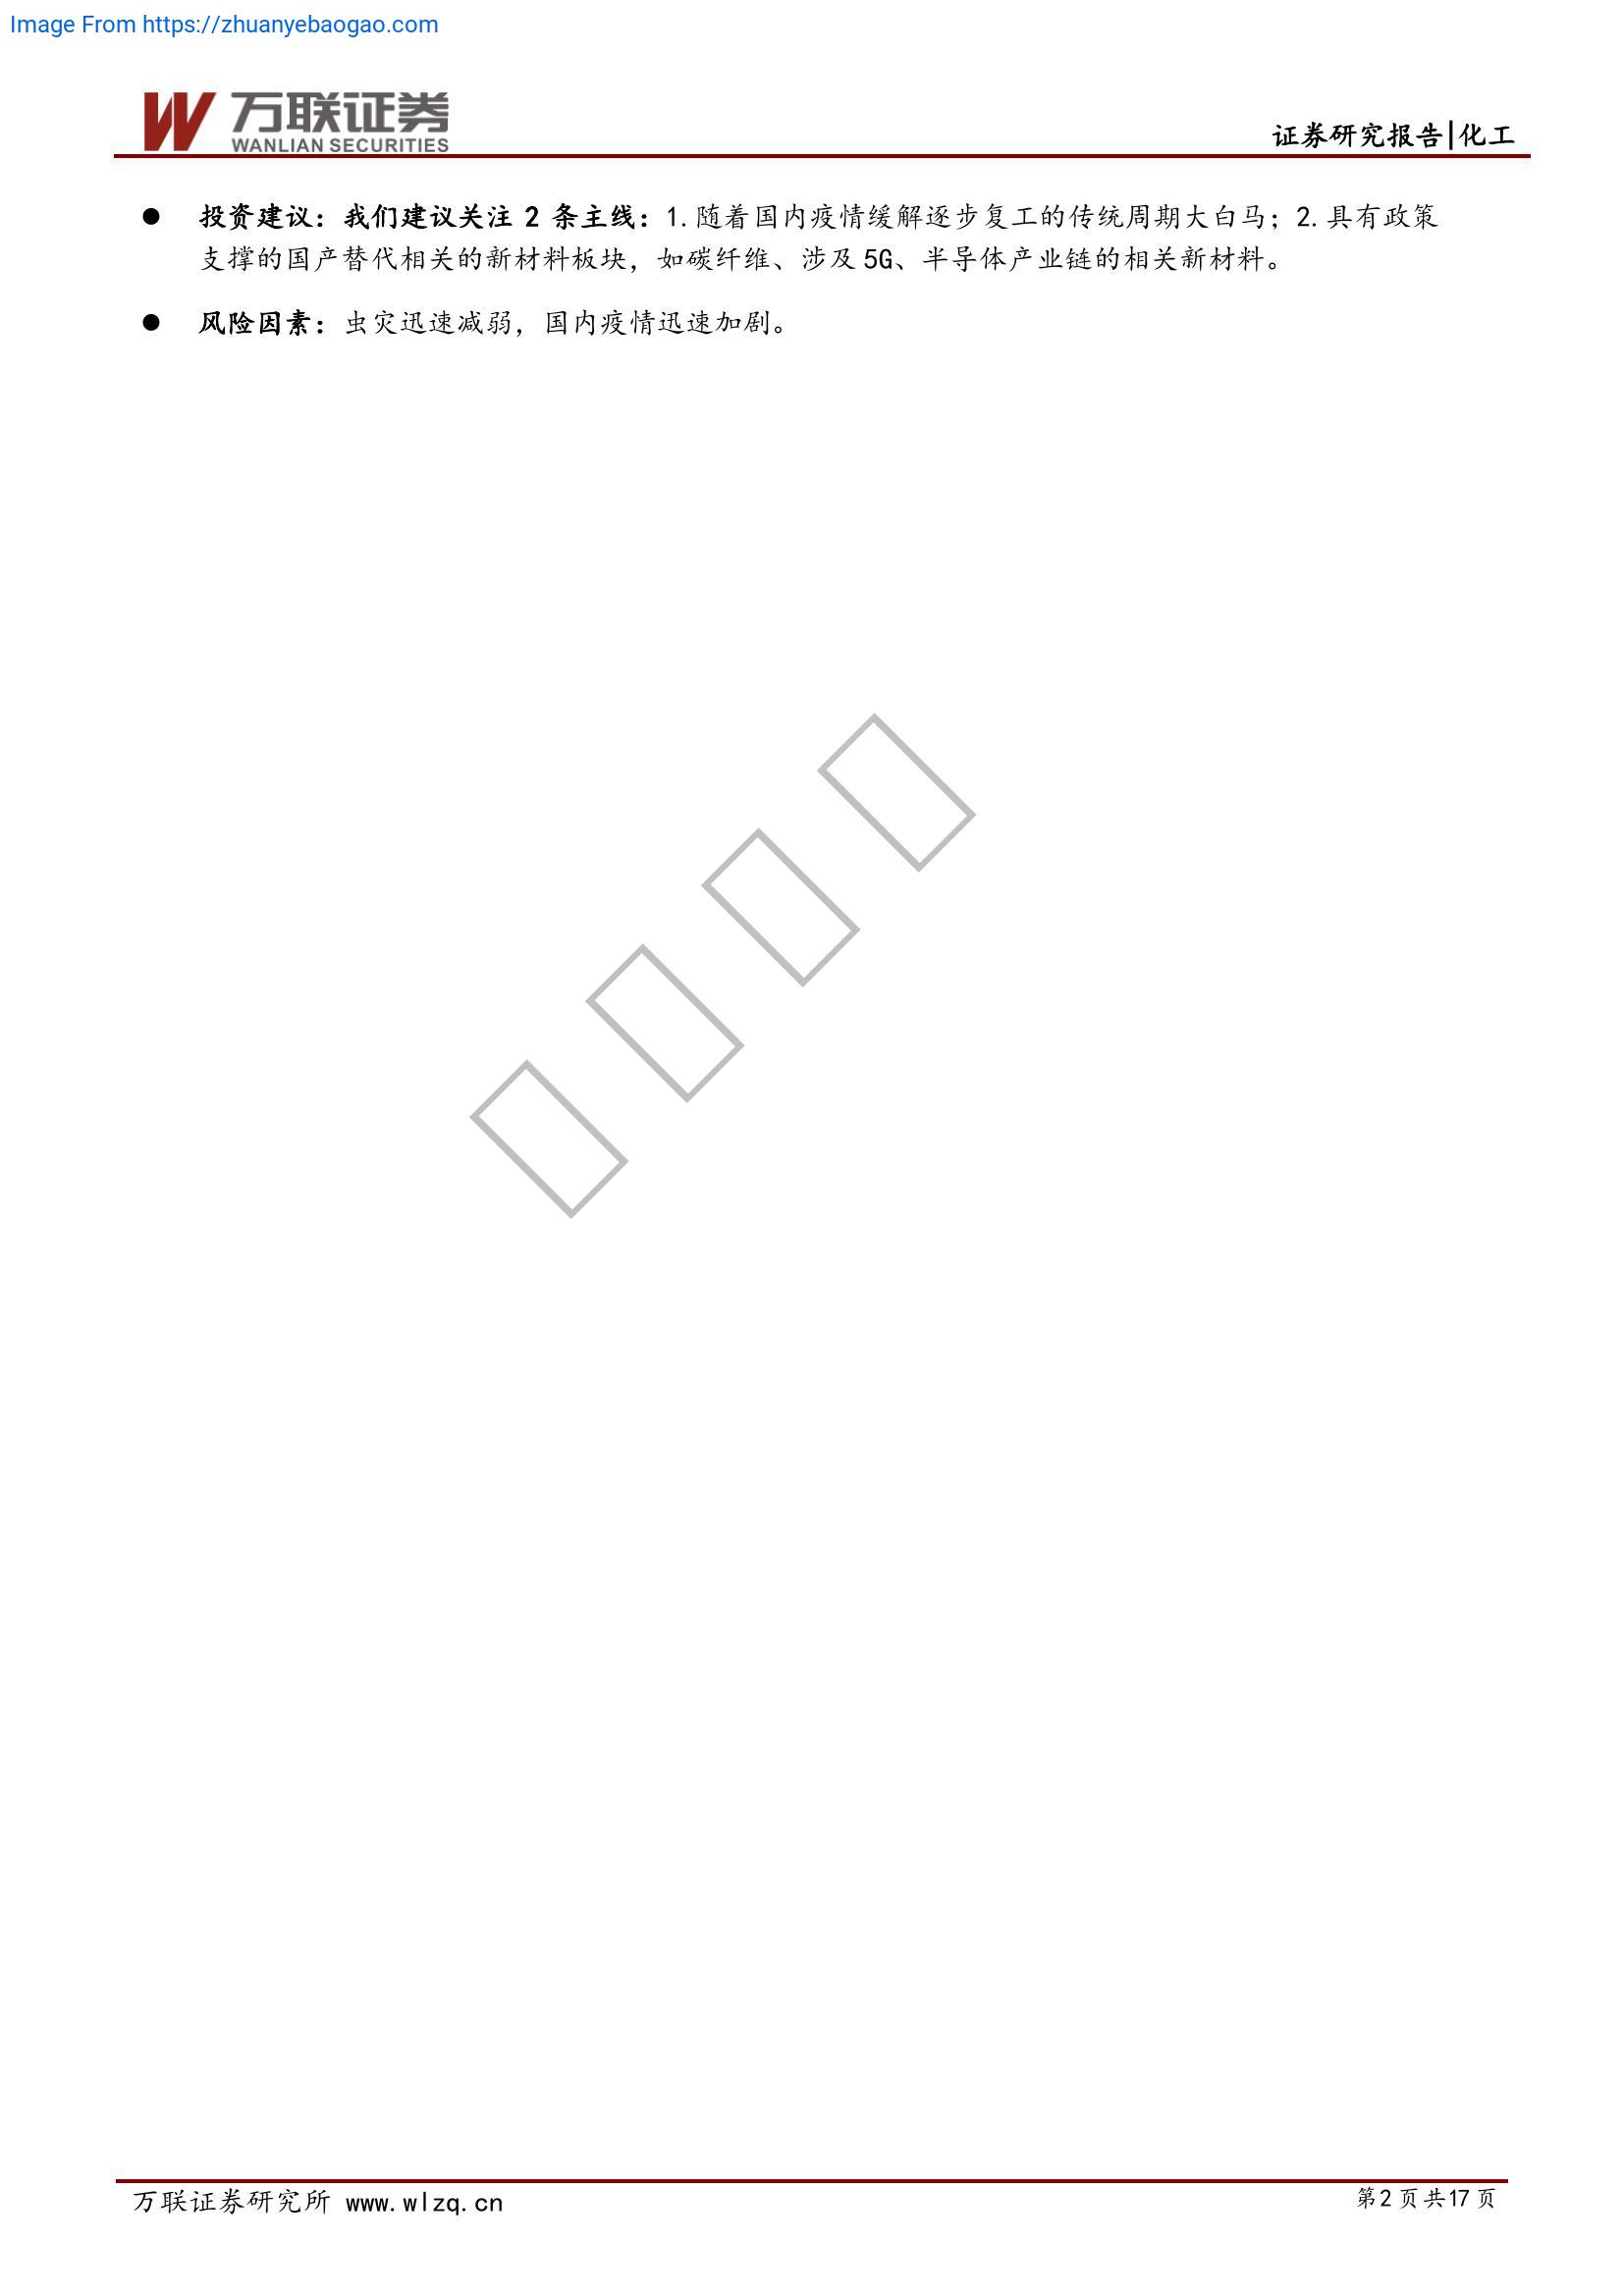 Image From https://zhuanyebaogao.com
万联证券
WANLIAN SECURITIES
证券研究报告|化工
● 投资建议：我们建议关注 2 条主线：1.随着国内疫情缓解逐步复工的传统周期大白马；2.具有政策
支撑的国产替代相关的新材料板块，如碳纤维、涉及 5G、半导体产业链的相关新材料。
● 风险因素：虫灾迅速减弱，国内疫情迅速加剧。
万联证券研究所 www.wlzq.cn
第2 页 共17 页